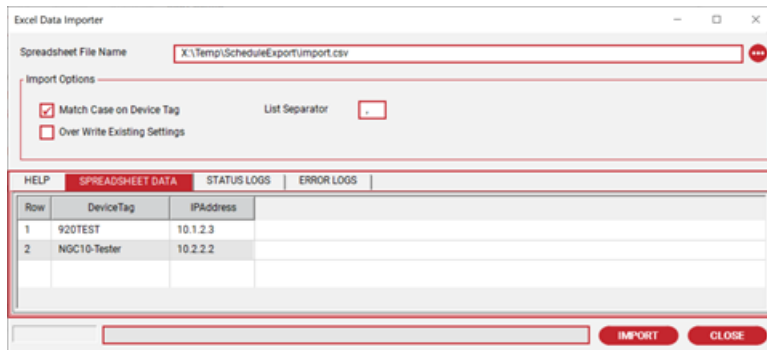 Excel Data Importer
Spreadsheet File Name X:\Temp\ScheduleExport\import.csv
Import Options
Match Case on Device Tag List Separator ,
Over Write Existing Settings
HELP SPREADSHEET DATA STATUS LOGS ERROR LOGS
Row DeviceTag IPAddress
1 920TEST 10.1.2.3
2 NGC10-Tester 10.2.2.2
IMPORT CLOSE